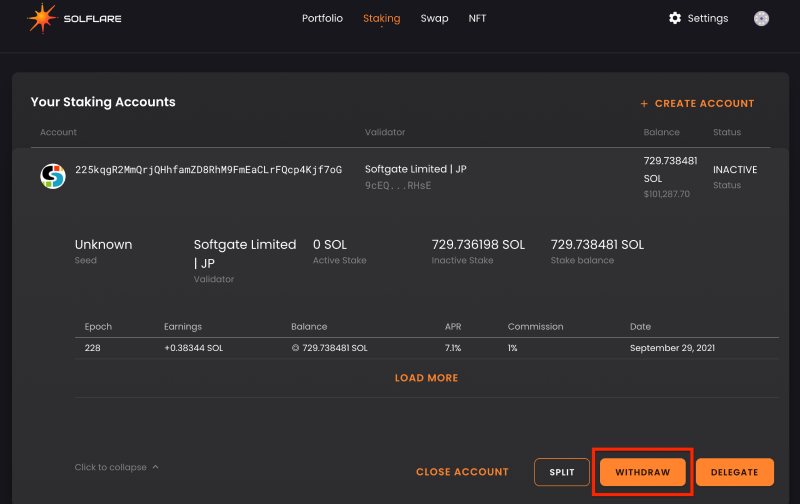 SOLFLARE
Portfolio Staking Swap NFT Settings
Your Staking Accounts
+ CREATE ACCOUNT
Account Validator Balance Status
225kqgR2MmQrjQHhfamZD8RhM9FmEaCLrFQcp4Kjf7oG
Softgate Limited | JP
9cEQ...RHsE
729.738481
SOL
$101,287.70
INACTIVE
Status
Unknown
Seed
Softgate Limited
| JP
Validator
0 SOL
Active Stake
729.736198 SOL
Inactive Stake
729.738481 SOL
Stake balance
Epoch Earnings Balance APR Commission Date
228 +0.38344 SOL ◎ 729.738481 SOL 7.1% 1% September 29, 2021
LOAD MORE
Click to collapse
CLOSE ACCOUNT SPLIT WITHDRAW DELEGATE